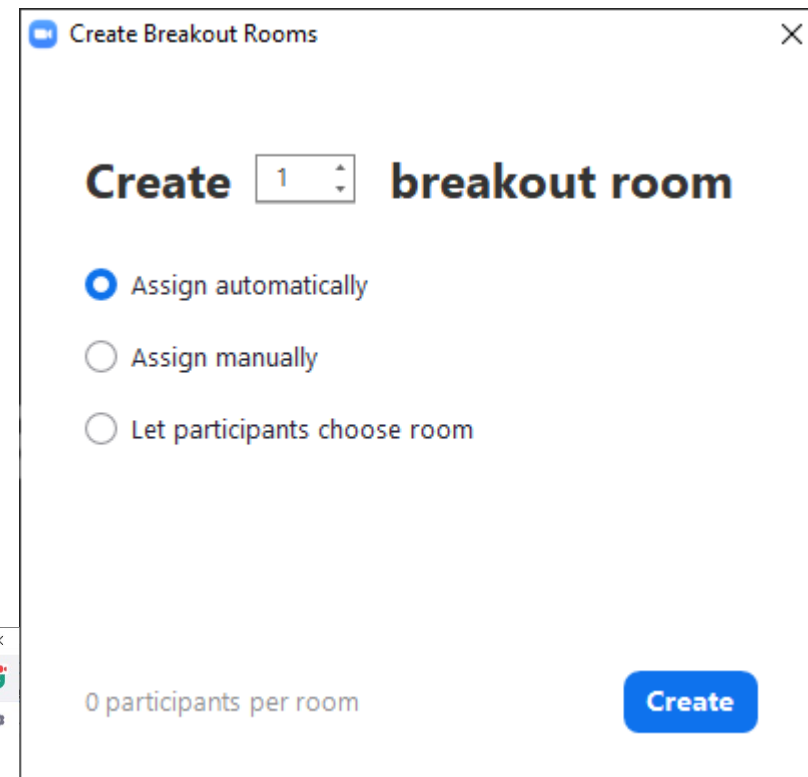 Create Breakout Rooms
Create 1 breakout room
Assign automatically
Assign manually
Let participants choose room
0 participants per room
Create